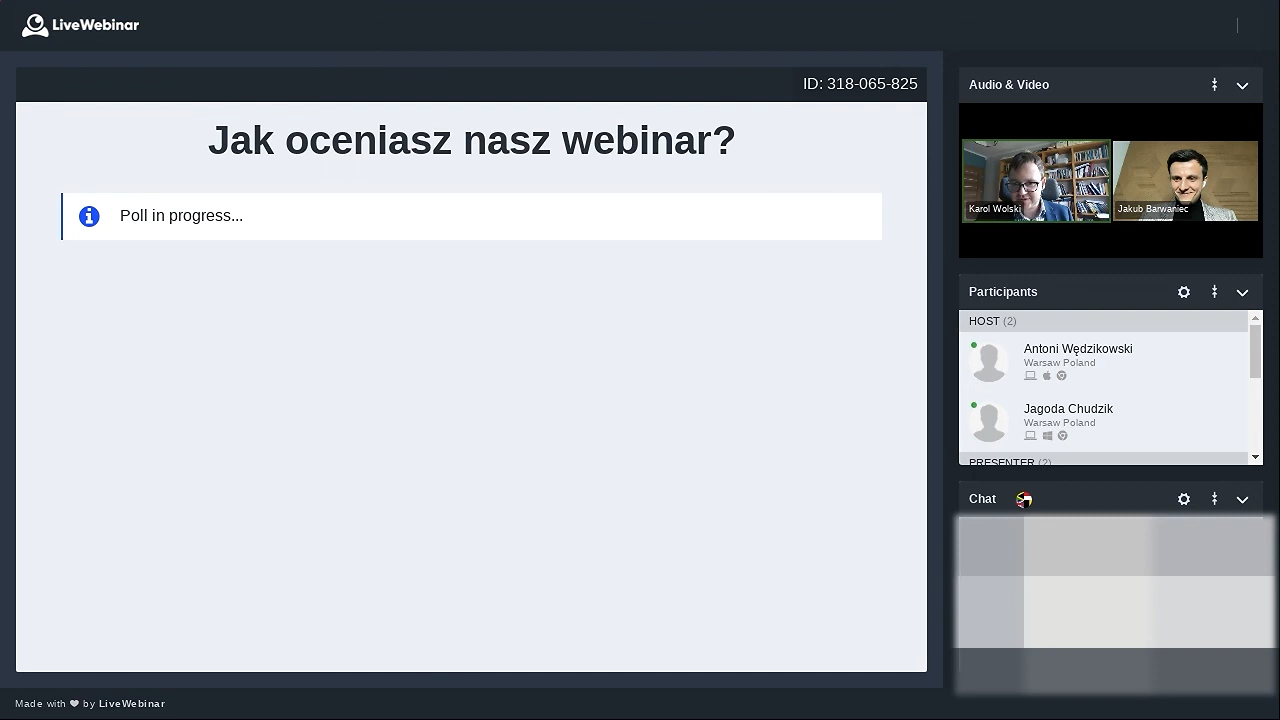 LiveWebinar
ID: 318-065-825
Jak oceniasz nasz webinar?
Poll in progress...
Audio & Video
Karol Wolski
Jakub Barwaniec
Participants
HOST (2)
Antoni Wędzikowski
Warsaw Poland
Jagoda Chudzik
Warsaw Poland
PRESENTER (2)
Chat
Made with by LiveWebinar